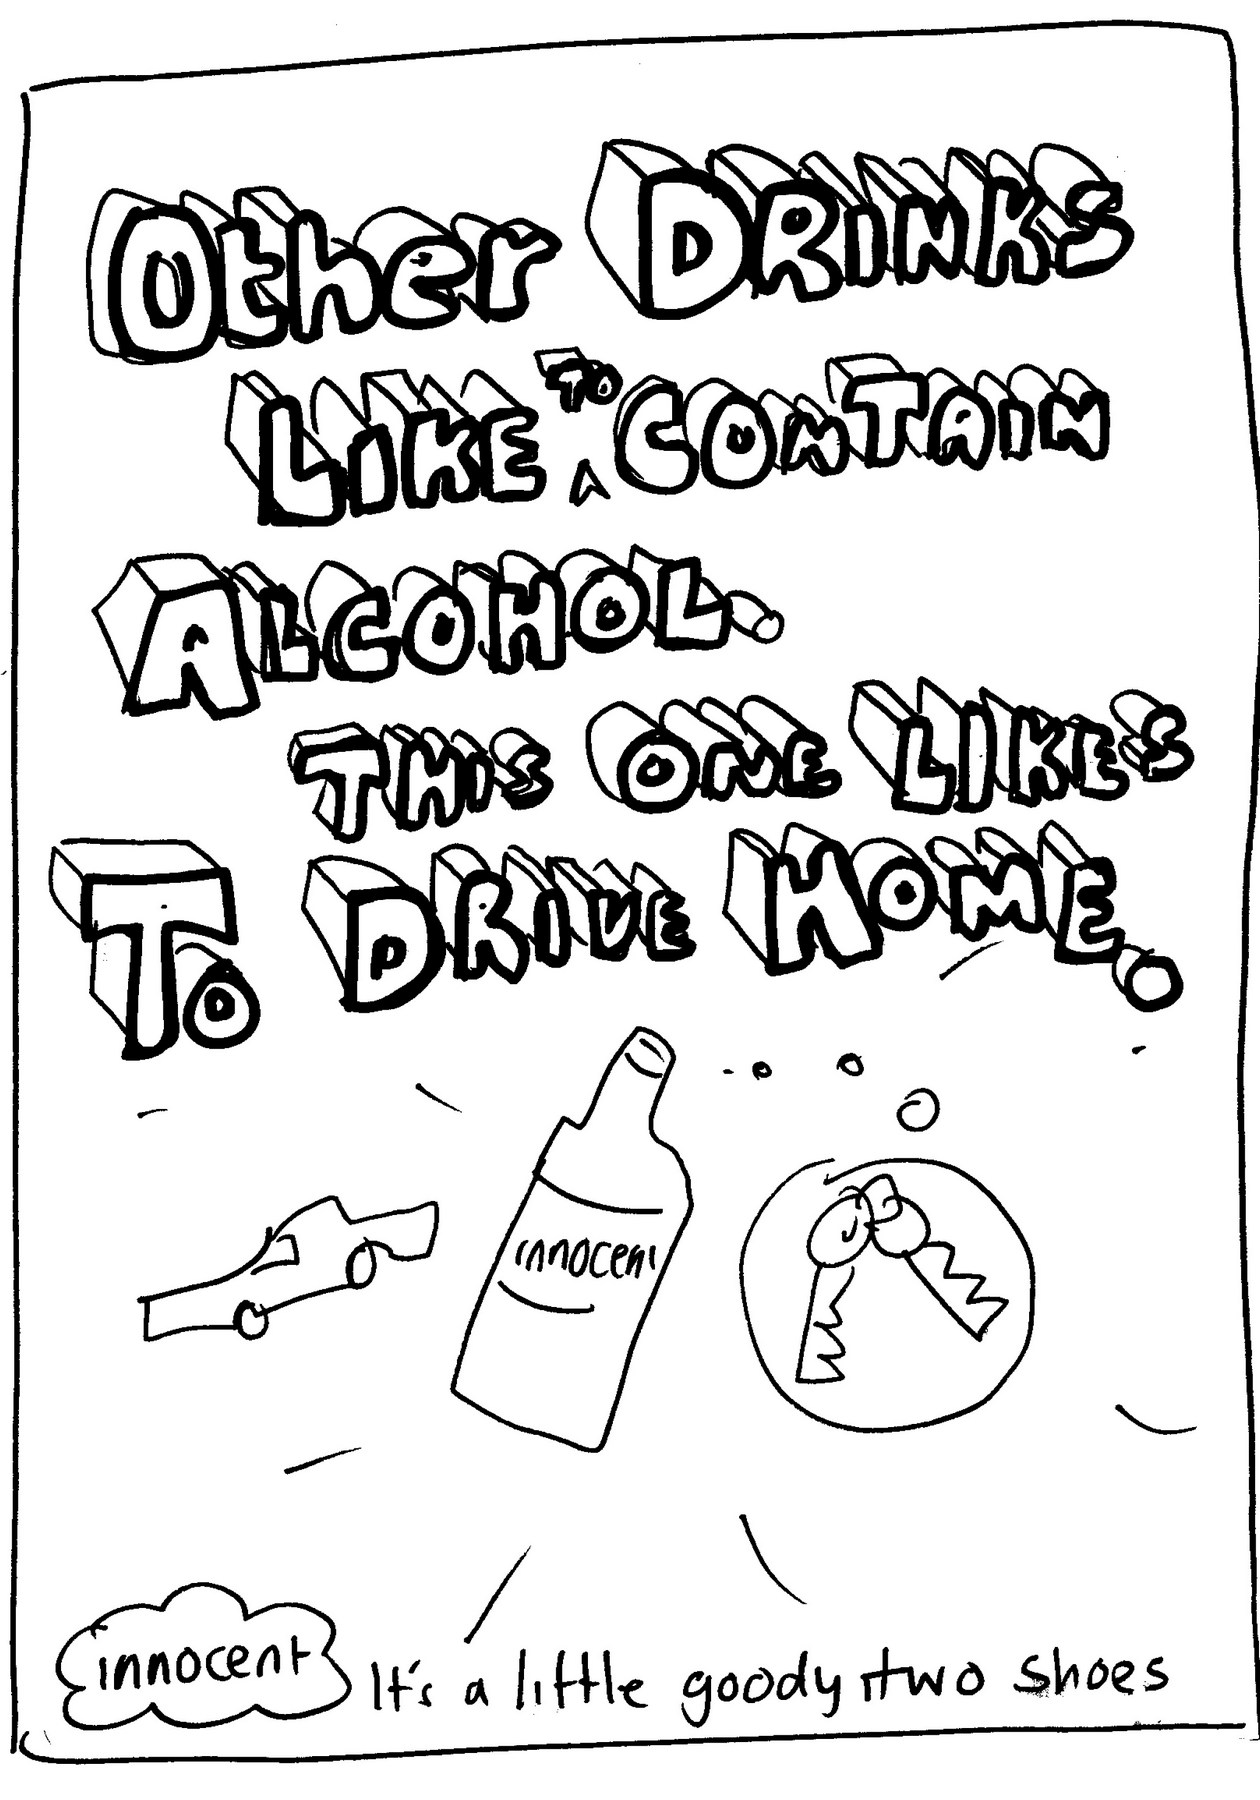 Other DRINKS
LIKE TO CONTAIN
ALCOHOL.
THIS ONE LIKES
TO DRIVE HOME.
innocent
innocent It's a little goody two shoes